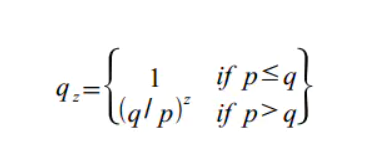 q_z = { 1 if p ≤ q
(q/p)^z if p > q }